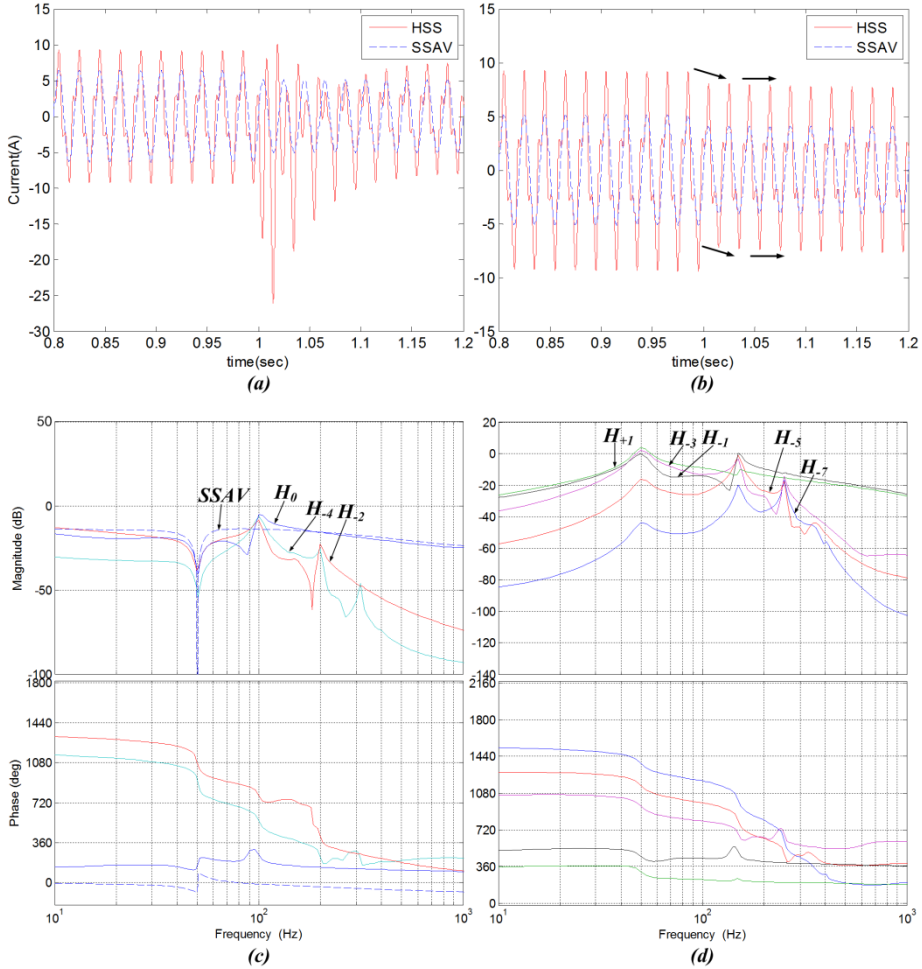 HSS
SSAV
Current(A)
15
10
5
0
-5
-10
-15
-20
-25
-30
0.8
0.85
0.9
0.95
1
1.05
1.1
1.15
1.2
time(sec)
(a)
HSS
SSAV
15
10
5
0
-5
-10
-15
0.8
0.85
0.9
0.95
1
1.05
1.1
1.15
1.2
time(sec)
(b)
Magnitude (dB)
50
0
-50
-100
SSAV
H0
H-4
H-2
Phase (deg)
1800
1440
1080
720
360
0
10^1
10^2
10^3
Frequency (Hz)
(c)
20
0
-20
-40
-60
-80
-100
-120
-140
H+1
H-3
H-1
H-5
H-7
2160
1800
1440
1080
720
360
0
10^1
10^2
10^3
Frequency (Hz)
(d)